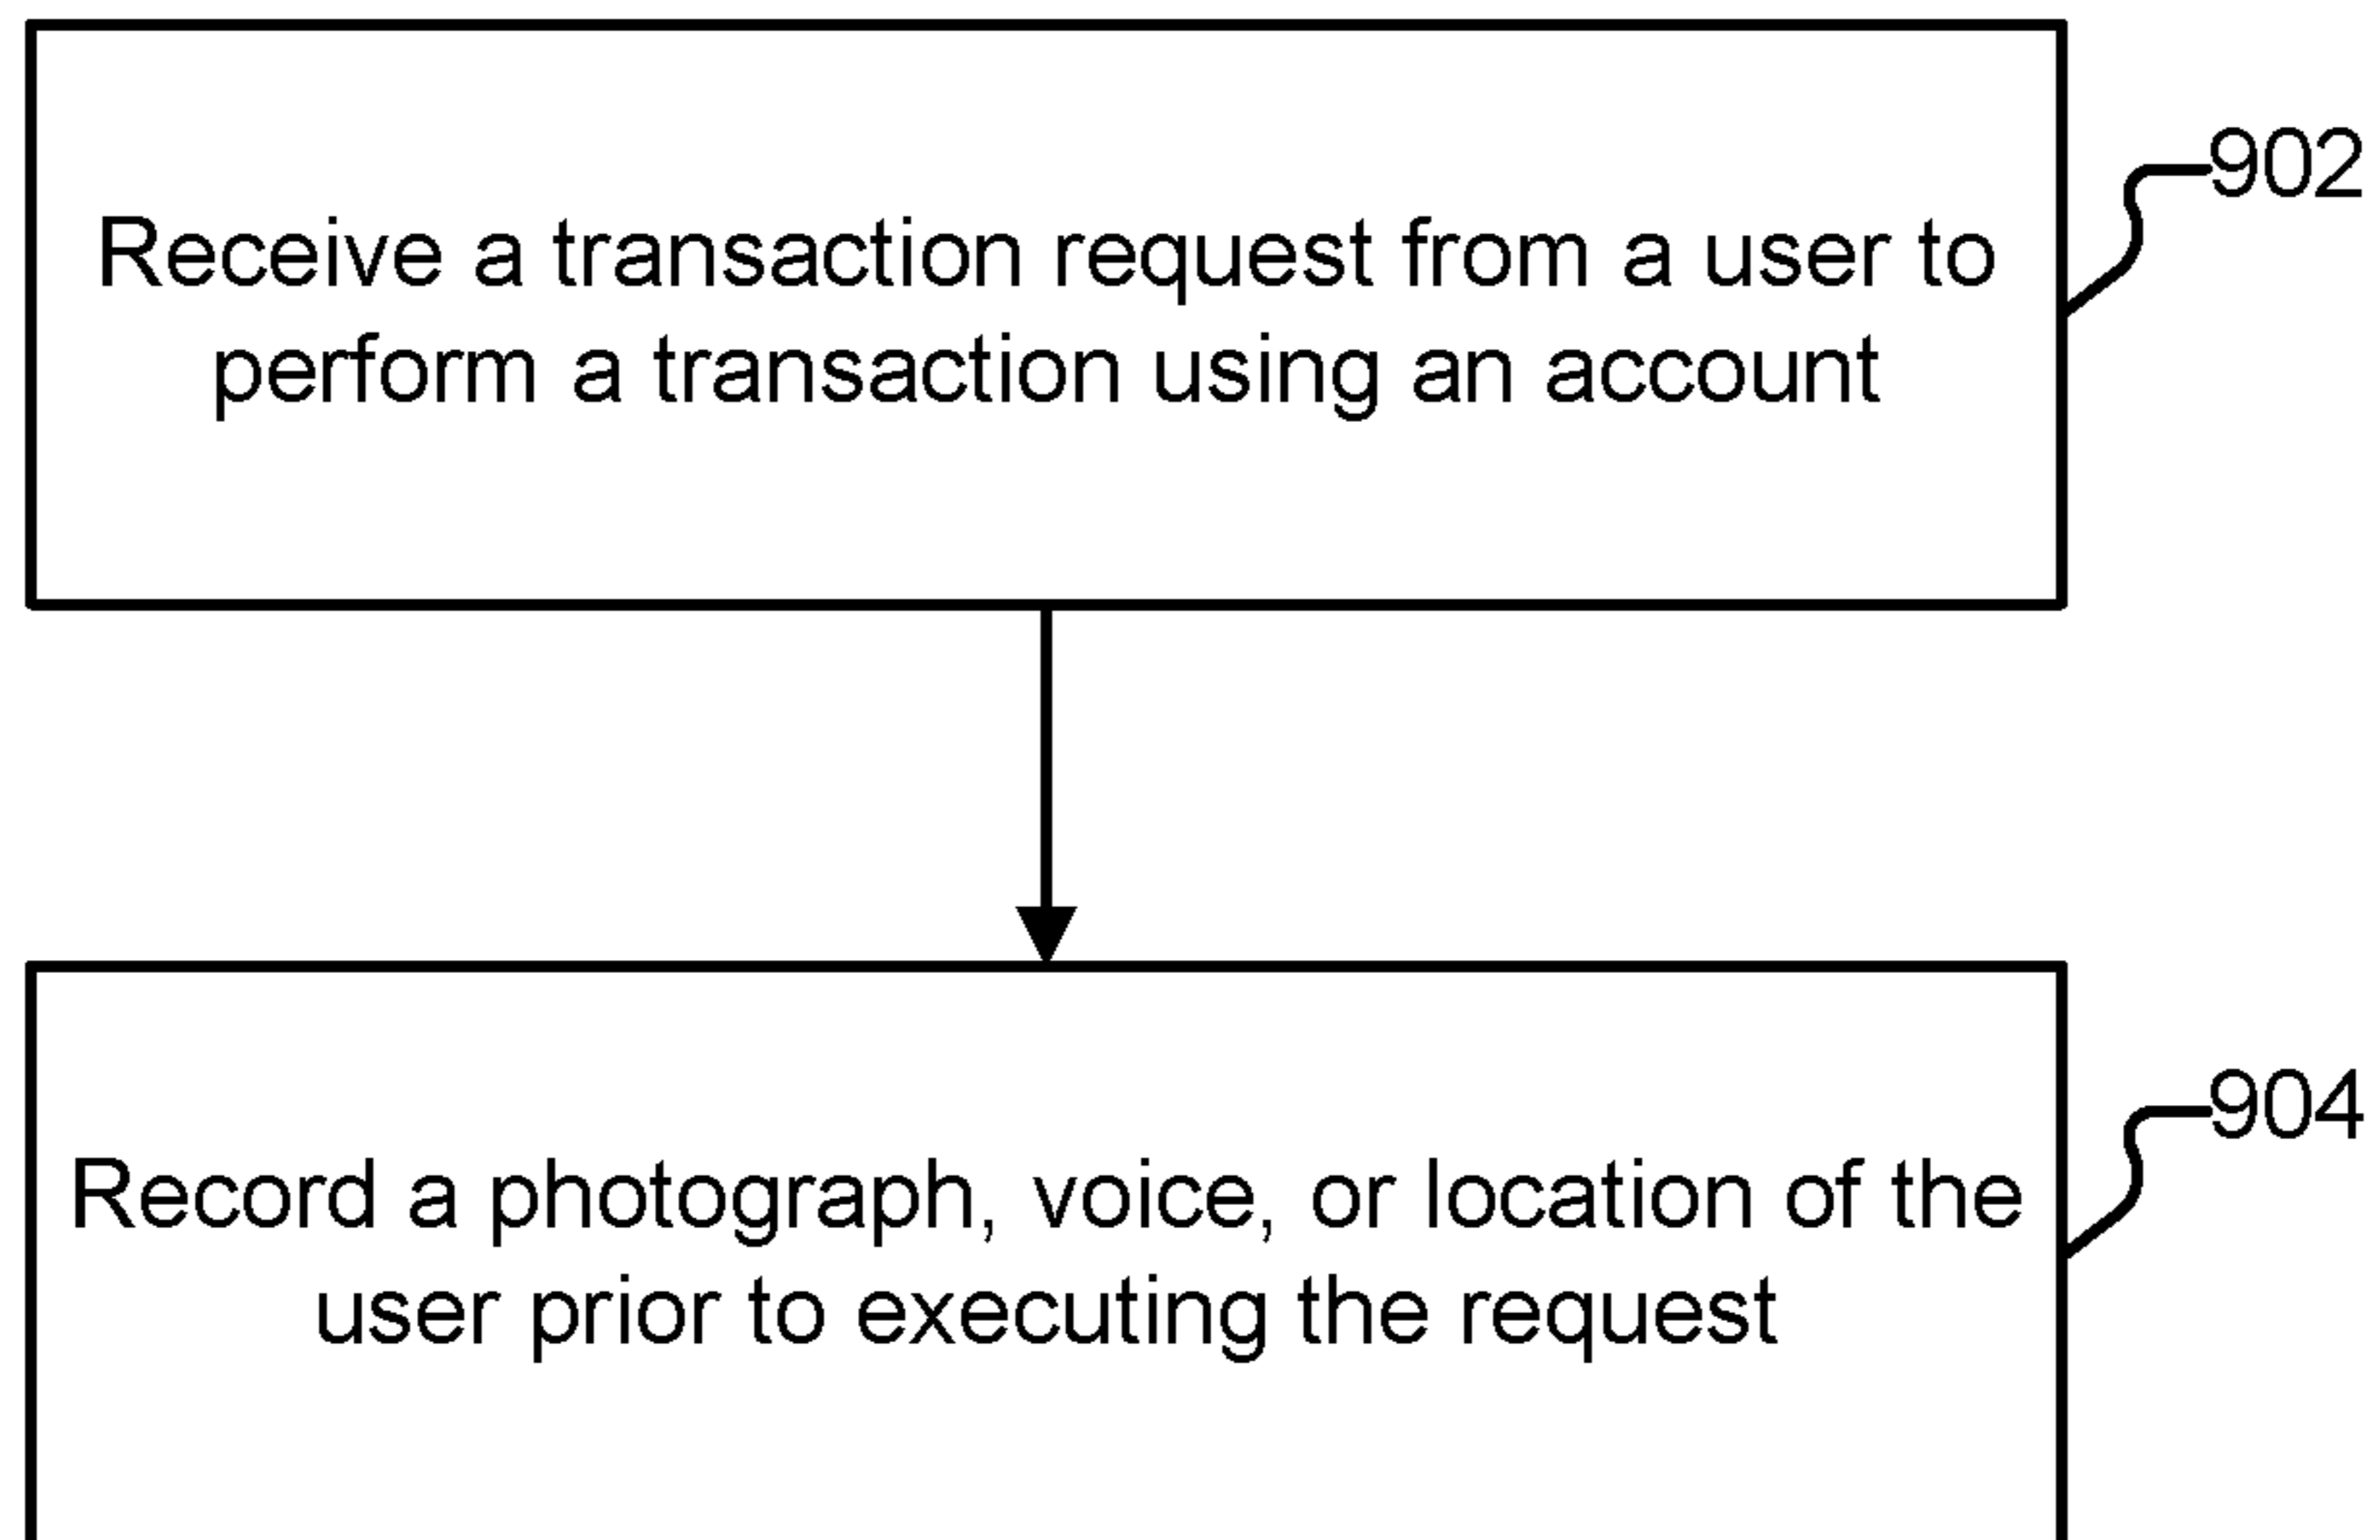 Receive a transaction request from a user to
perform a transaction using an account
902
Record a photograph, voice, or location of the
user prior to executing the request
904